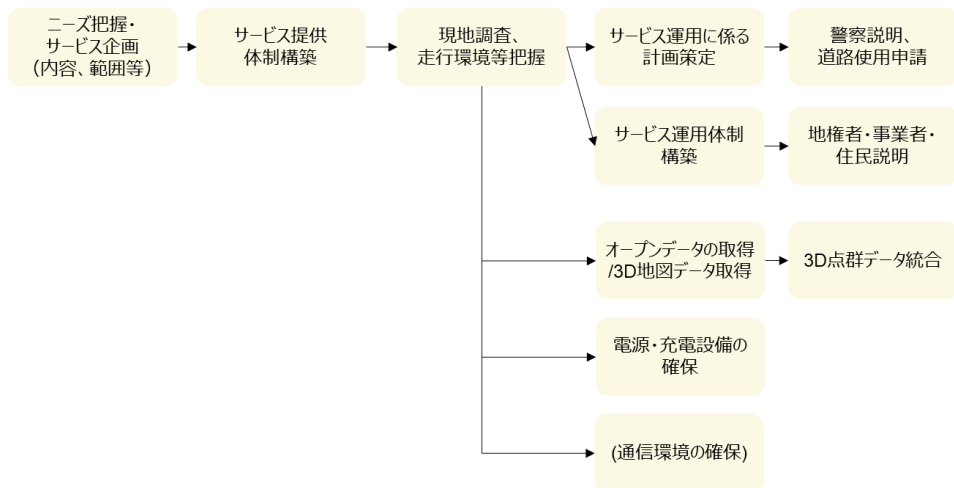 ニーズ把握・
サービス企画
（内容、範囲等）
サービス提供
体制構築
現地調査、
走行環境等把握
サービス運用に係る
計画策定
警察説明、
道路使用申請
サービス運用体制
構築
地権者・事業者・
住民説明
オープンデータの取得
/3D地図データ取得
3D点群データ統合
電源・充電設備の
確保
(通信環境の確保)